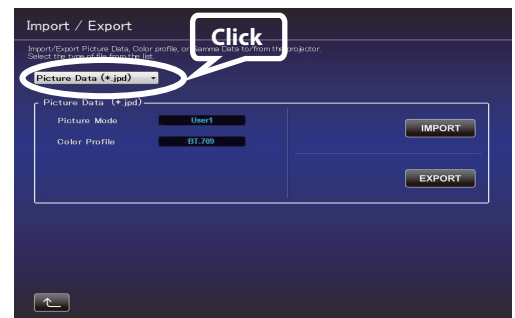 Import / Export
Click
Import/Export Picture Data, Color profile, or Gamma Data to/from the projector.
Select the type of file from the list.
Picture Data (*.jpd)
Picture Data (*.jpd)
Picture Mode User1
IMPORT
Color Profile BT.709
EXPORT